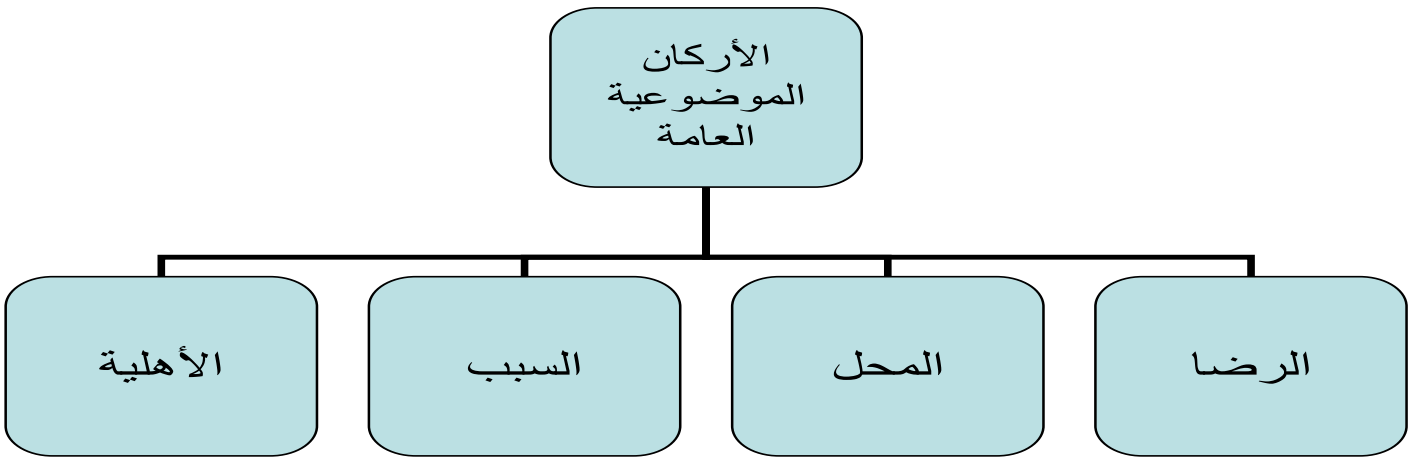 الأركان
الموضوعية
العامة
الرضا
المحل
السبب
الأهلية